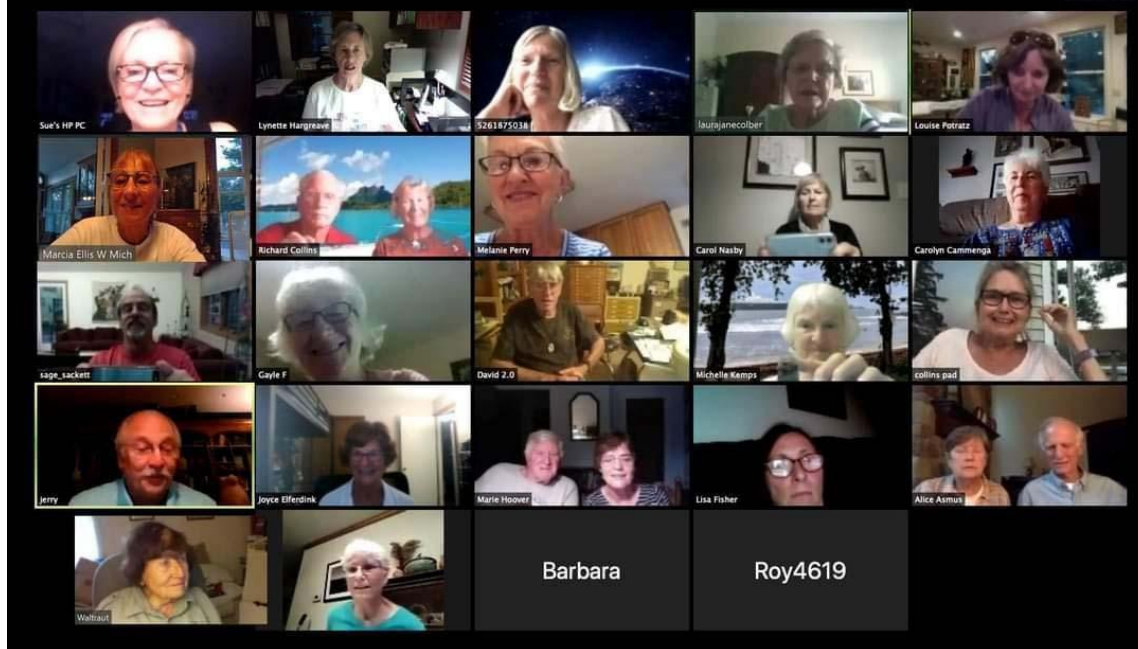 Sue's HP PC
Lynette Hargreave
5261875038
laurajanecolber
Louise Potratz
Marcia Ellis W Mich
Richard Collins
Melanie Perry
Carol Nasby
Carolyn Cammenga
sage_sackett
Gayle F
David 2.0
Michelle Kemps
collins pad
Jerry
Joyce Elferdink
Marie Hoover
Lisa Fisher
Alice Asmus
Waltraut
Barbara
Roy4619